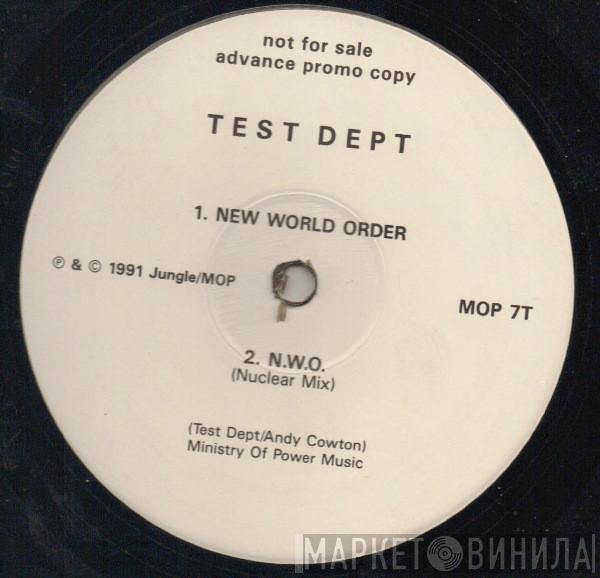 not for sale
advance promo copy
TEST DEPT
1. NEW WORLD ORDER
℗ & © 1991 Jungle/MOP
MOP 7T
2. N.W.O.
(Nuclear Mix)
(Test Dept/Andy Cowton)
Ministry Of Power Music
МАРКЕТ ВИНИЛА